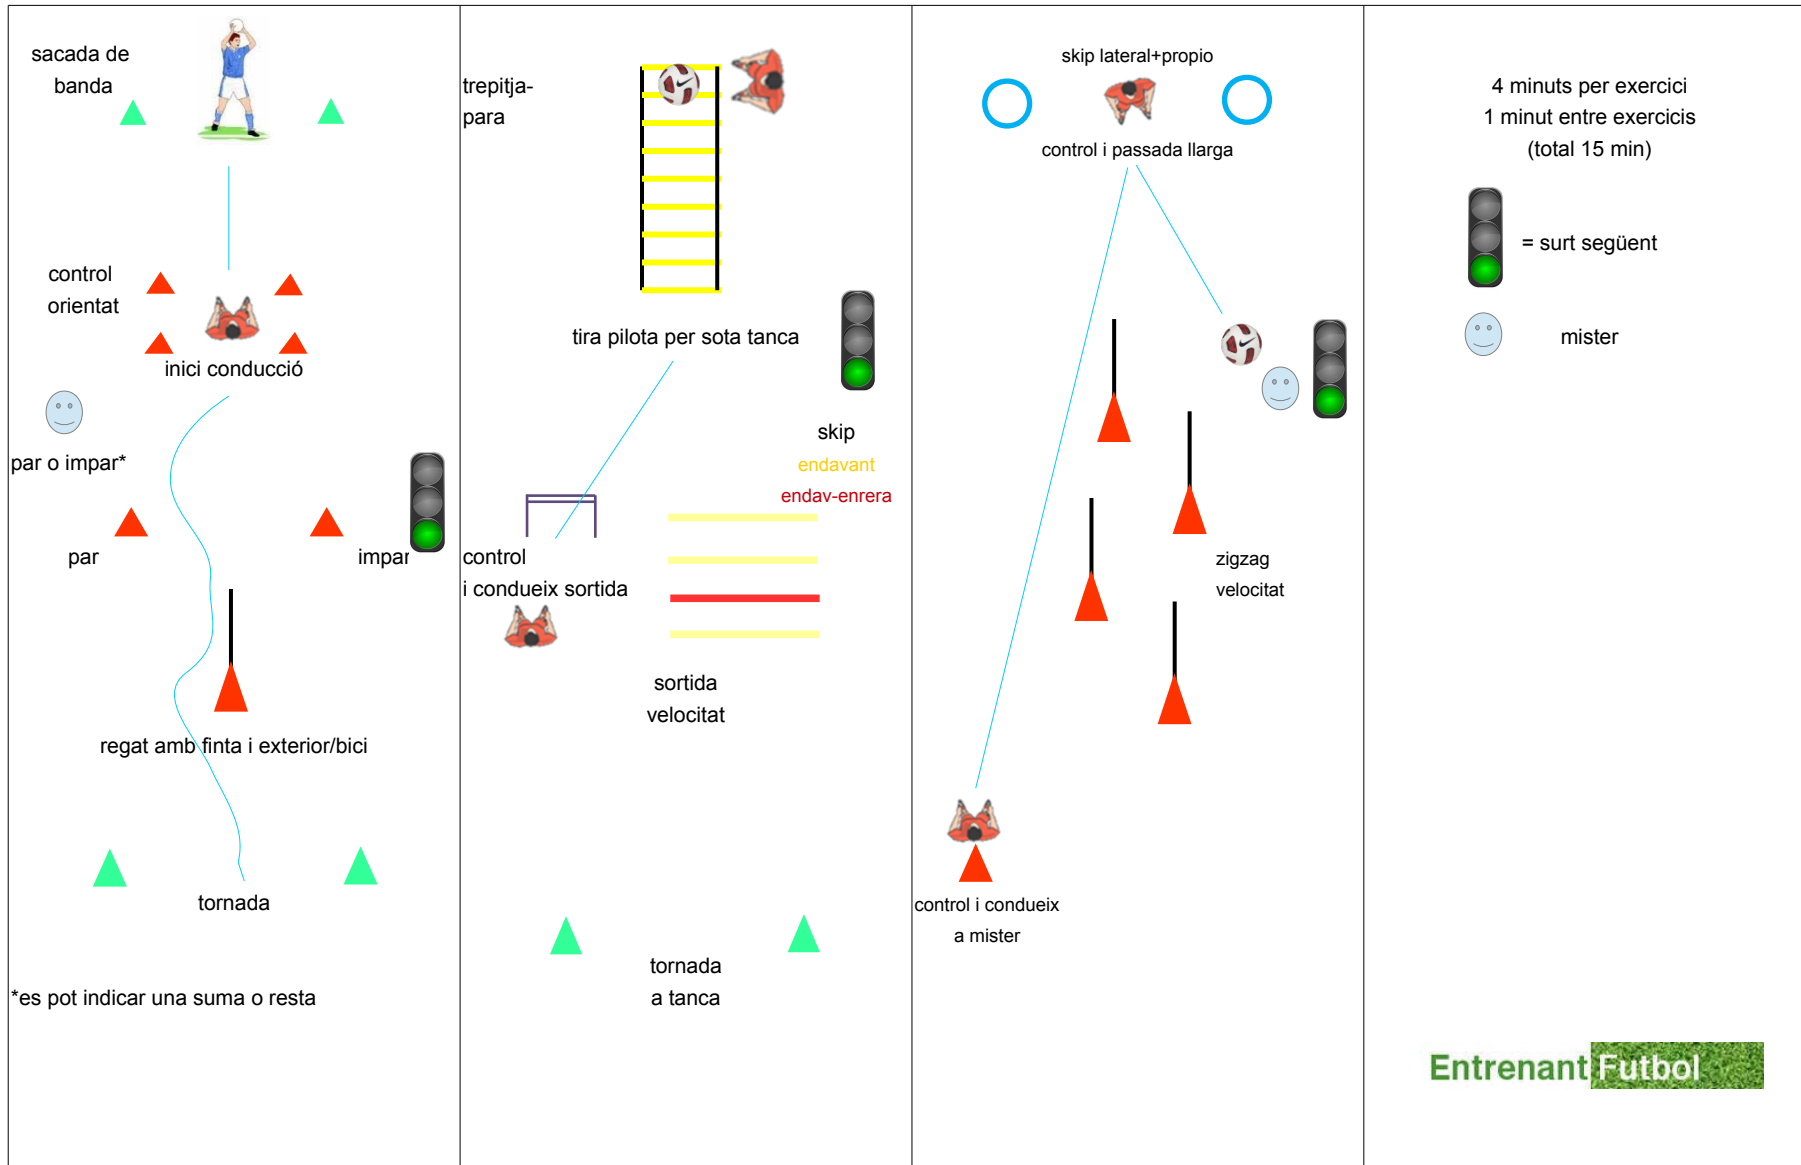 sacada de
banda
control
orientat
inici conducció
par o impar*
par
impar
regat amb finta i exterior/bici
tornada
*es pot indicar una suma o resta
trepitja-
para
tira pilota per sota tanca
skip
endavant
endav-enrera
control
i condueix sortida
sortida
velocitat
tornada
a tanca
skip lateral+propio
control i passada llarga
zigzag
velocitat
control i condueix
a mister
4 minuts per exercici
1 minut entre exercicis
(total 15 min)
= surt següent
mister
Entrenant Futbol